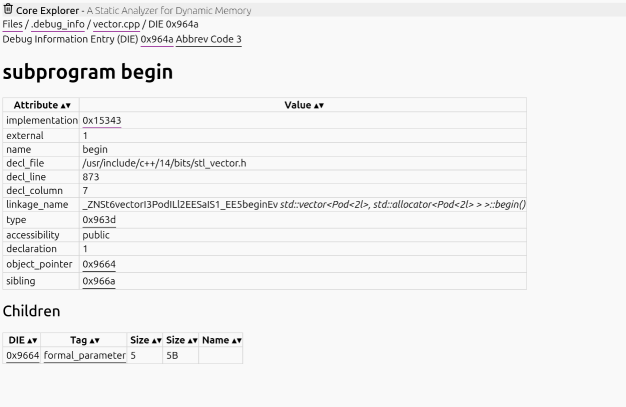 Core Explorer - A Static Analyzer for Dynamic Memory
Files / .debug_info / vector.cpp / DIE 0x964a
Debug Information Entry (DIE) 0x964a Abbrev Code 3
subprogram begin
Attribute ▲▼ Value ▲▼
implementation 0x15343
external 1
name begin
decl_file /usr/include/c++/14/bits/stl_vector.h
decl_line 873
decl_column 7
linkage_name _ZNSt6vectorI3PodILl2EESaIS1_EE5beginEv std::vector<Pod<2l>, std::allocator<Pod<2l> > >::begin()
type 0x963d
accessibility public
declaration 1
object_pointer 0x9664
sibling 0x966a
Children
DIE ▲▼ Tag ▲▼ Size ▲▼ Size ▲▼ Name ▲▼
0x9664 formal_parameter 5 5B